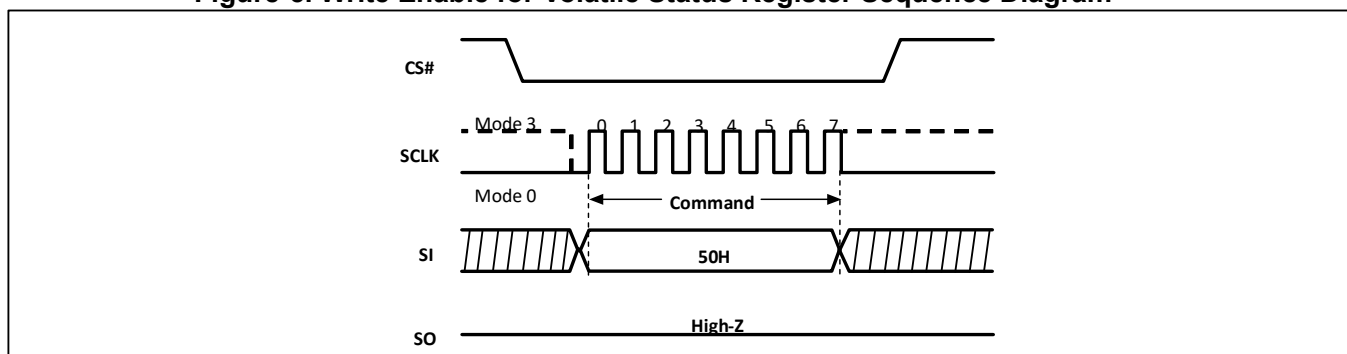 Figure 6. Write Enable for Volatile Status Register Sequence Diagram
CS#
Mode 3 0 1 2 3 4 5 6 7
SCLK
Mode 0 Command
SI 50H
High-Z
SO